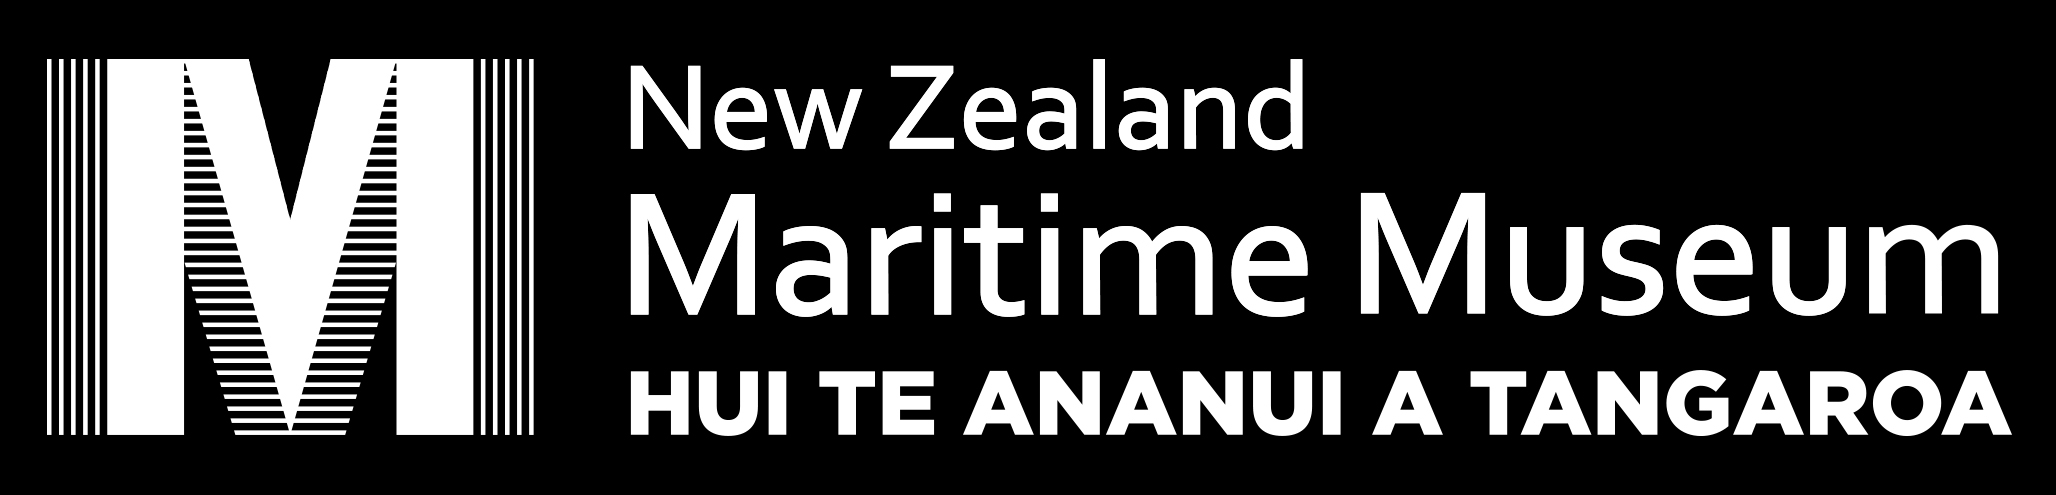 M
New Zealand
Maritime Museum
HUI TE ANANUI A TANGAROA